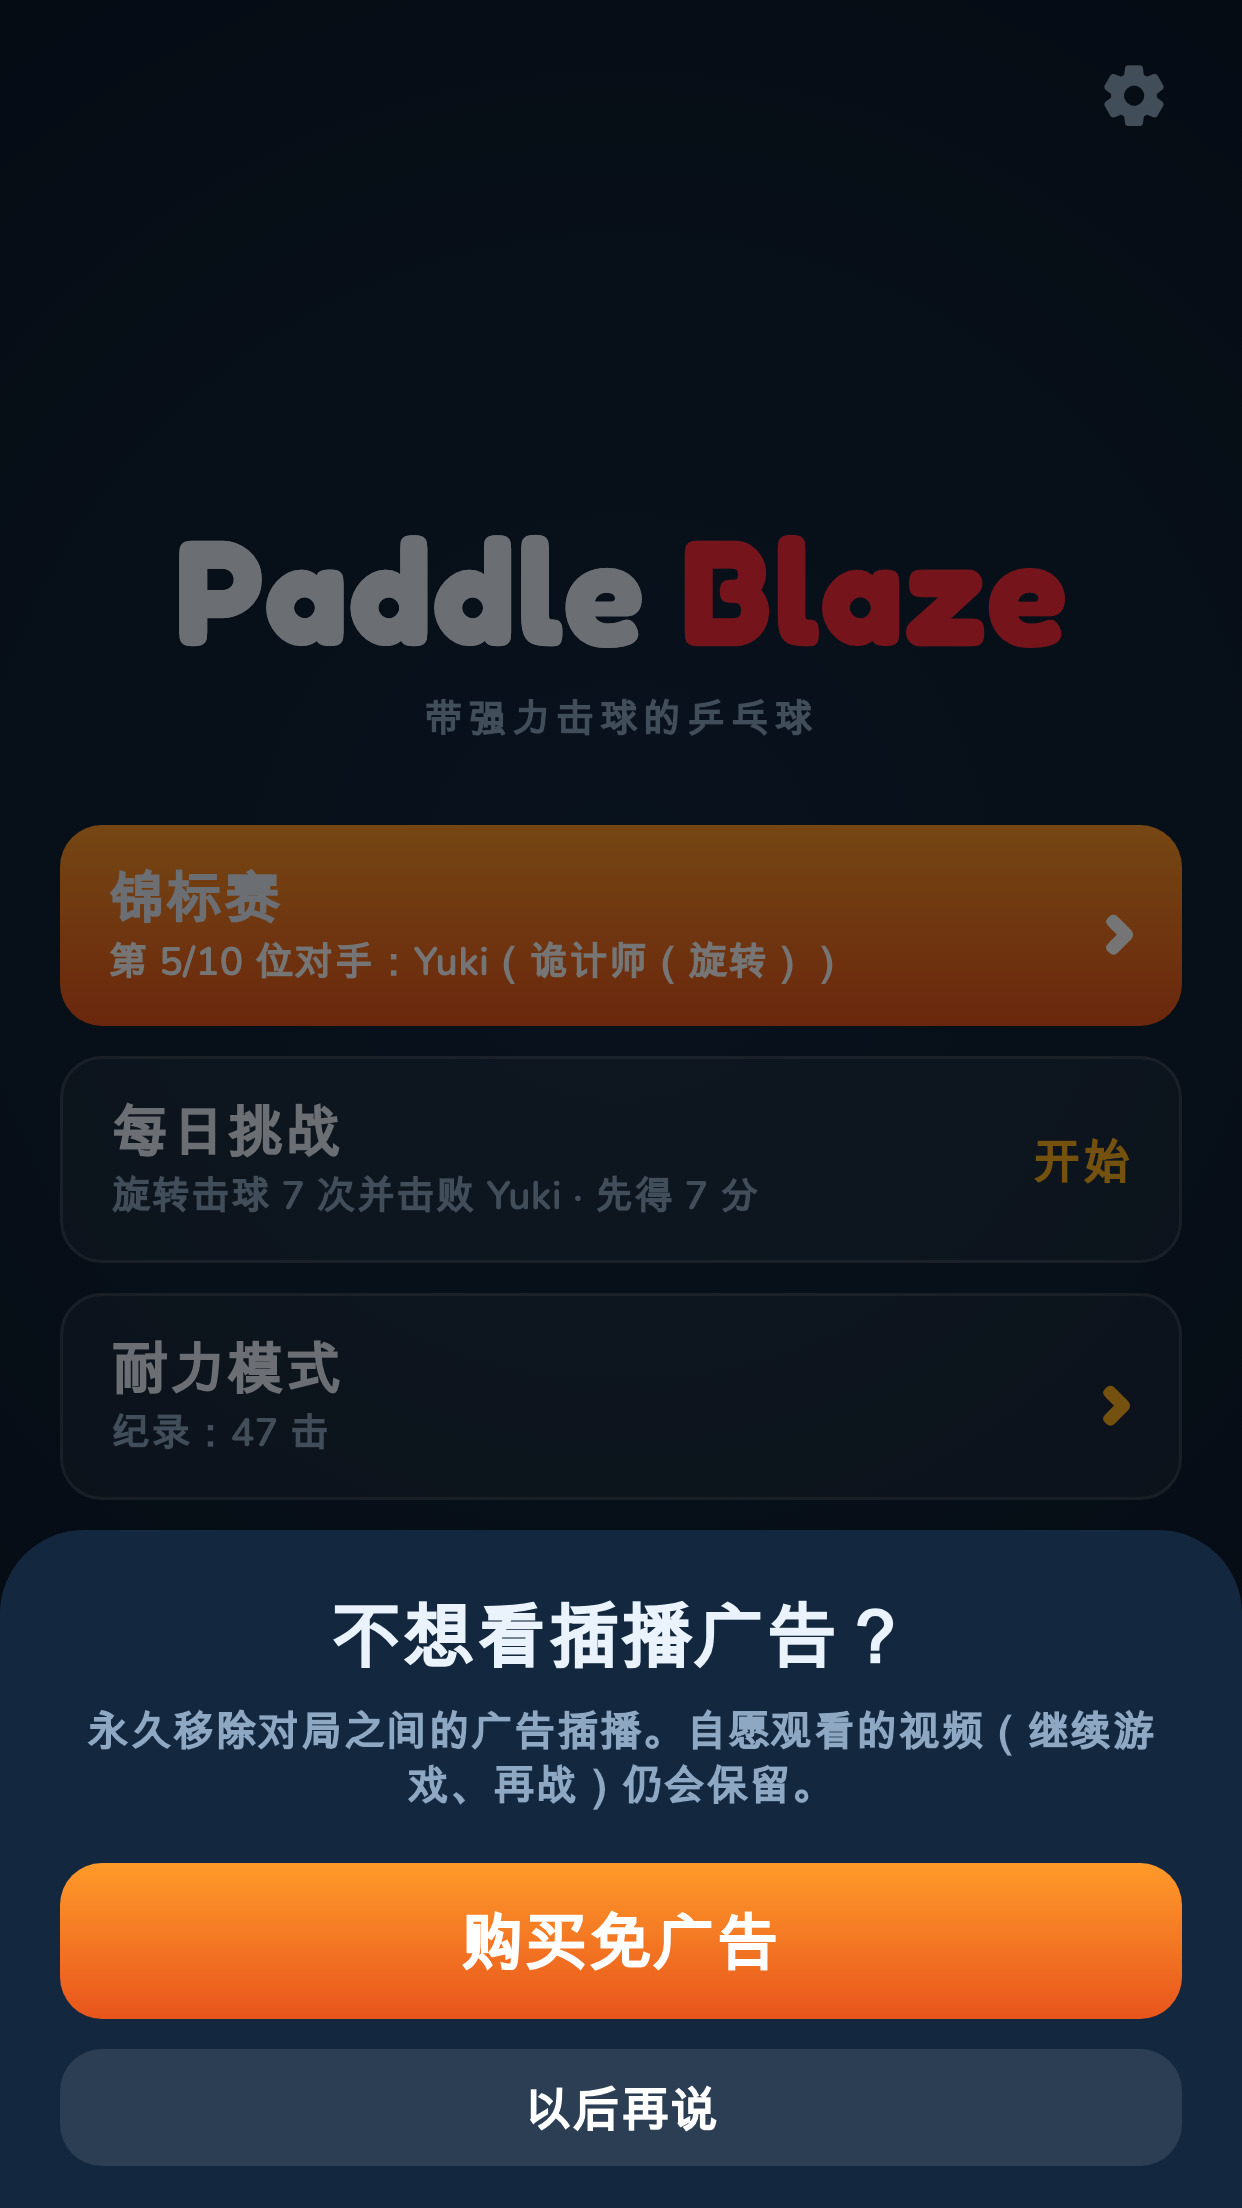 Paddle Blaze
带强力击球的乒乓球
锦标赛
第 5/10 位对手：Yuki（诡计师（旋转））
每日挑战
旋转击球 7 次并击败 Yuki · 先得 7 分
开始
耐力模式
纪录：47 击
不想看插播广告？
永久移除对局之间的广告插播。自愿观看的视频（继续游
戏、再战）仍会保留。
购买免广告
以后再说